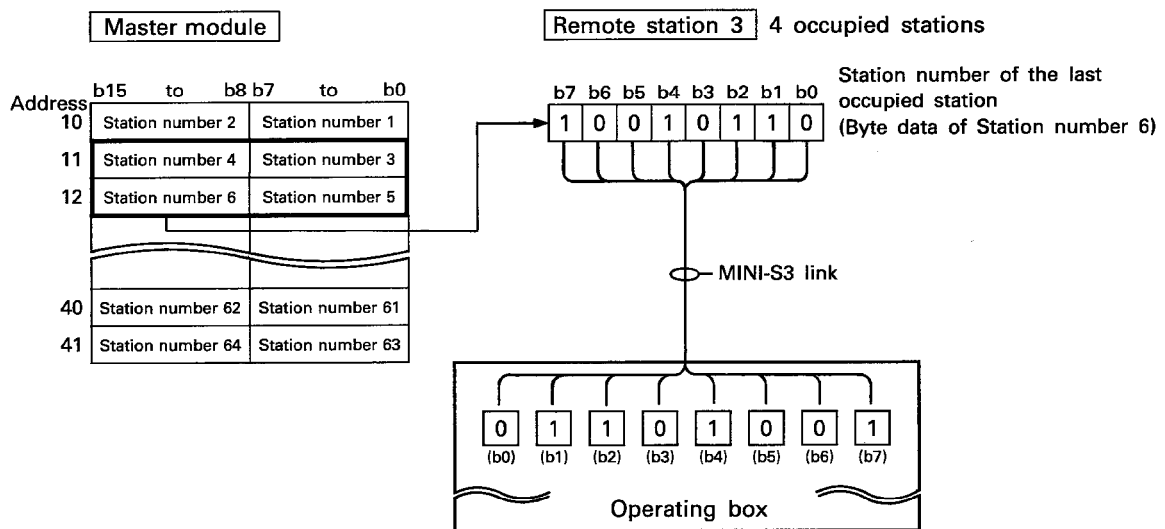 Master module
Remote station 3 4 occupied stations
Address
b15 to b8 b7 to b0
10 Station number 2 Station number 1
11 Station number 4 Station number 3
12 Station number 6 Station number 5
40 Station number 62 Station number 61
41 Station number 64 Station number 63
b7 b6 b5 b4 b3 b2 b1 b0
1 0 0 1 0 1 1 0
Station number of the last
occupied station
(Byte data of Station number 6)
MINI-S3 link
0 1 1 0 1 0 0 1
(b0) (b1) (b2) (b3) (b4) (b5) (b6) (b7)
Operating box